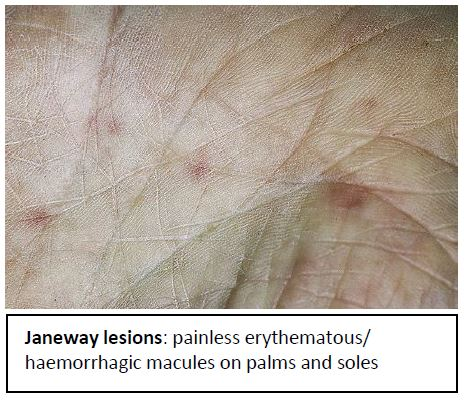 Janeway lesions: painless erythematous/
haemorrhagic macules on palms and soles